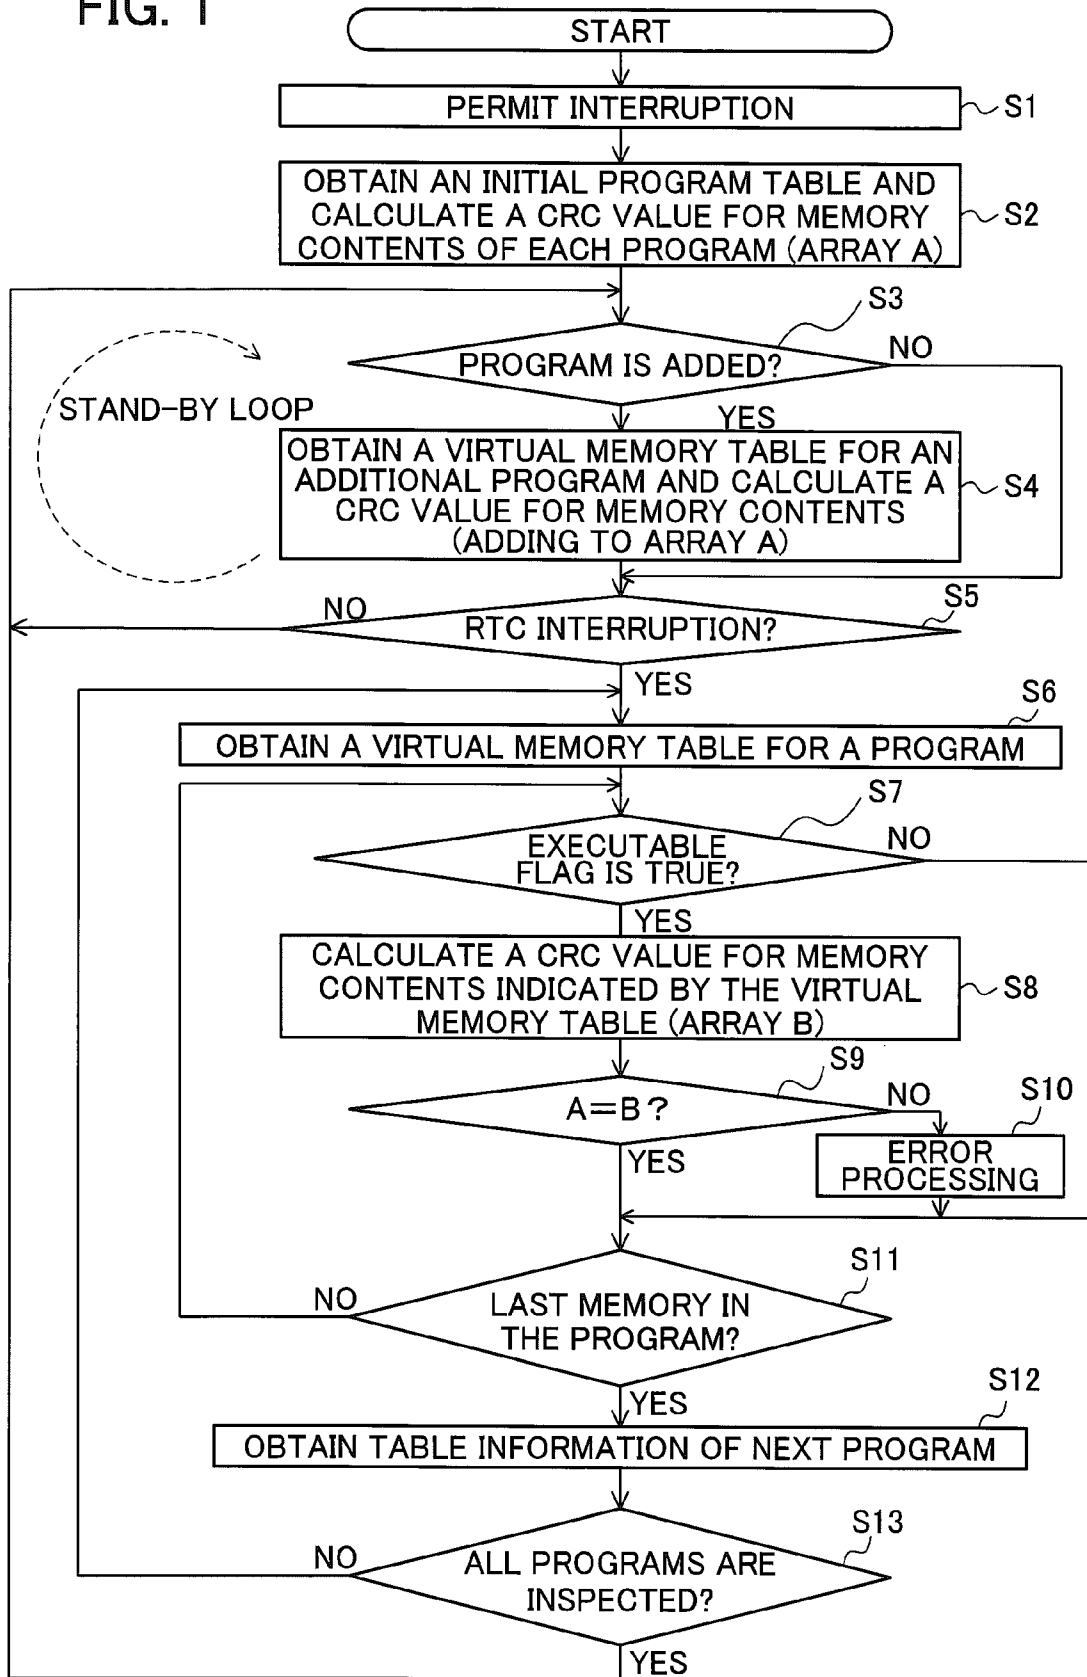 FIG. 1
START
PERMIT INTERRUPTION
S1
OBTAIN AN INITIAL PROGRAM TABLE AND
CALCULATE A CRC VALUE FOR MEMORY
CONTENTS OF EACH PROGRAM (ARRAY A)
S2
S3
PROGRAM IS ADDED?
NO
STAND-BY LOOP
YES
OBTAIN A VIRTUAL MEMORY TABLE FOR AN
ADDITIONAL PROGRAM AND CALCULATE A
CRC VALUE FOR MEMORY CONTENTS
(ADDING TO ARRAY A)
S4
S5
NO
RTC INTERRUPTION?
YES
S6
OBTAIN A VIRTUAL MEMORY TABLE FOR A PROGRAM
S7
EXECUTABLE
FLAG IS TRUE?
NO
YES
CALCULATE A CRC VALUE FOR MEMORY
CONTENTS INDICATED BY THE VIRTUAL
MEMORY TABLE (ARRAY B)
S8
S9
A=B?
NO
S10
YES
ERROR
PROCESSING
S11
NO
LAST MEMORY IN
THE PROGRAM?
YES
S12
OBTAIN TABLE INFORMATION OF NEXT PROGRAM
S13
NO
ALL PROGRAMS ARE
INSPECTED?
YES